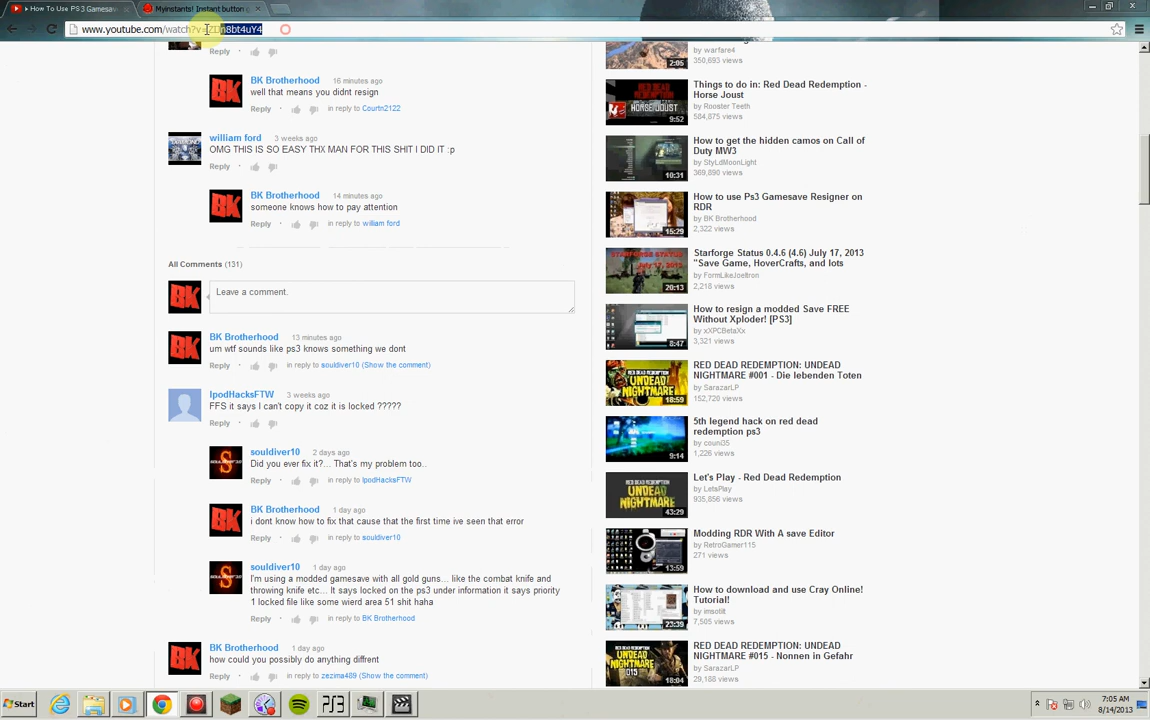 How To Use PS3 Gamesav
Myinstants! Instant button
www.youtube.com/watch?v=
Reply
BK Brotherhood 16 minutes ago
well that means you didnt resign
Reply · in reply to Courtn2122
william ford 3 weeks ago
OMG THIS IS SO EASY THX MAN FOR THIS SHIT I DID IT :p
Reply
BK Brotherhood 14 minutes ago
someone knows how to pay attention
Reply · in reply to william ford
All Comments (131)
Leave a comment.
BK Brotherhood 13 minutes ago
um wtf sounds like ps3 knows something we dont
Reply · in reply to souldiver10 (Show the comment)
IpodHacksFTW 3 weeks ago
FFS it says I can't copy it coz it is locked ?????
Reply ·
souldiver10 2 days ago
Did you ever fix it?... That's my problem too..
Reply · in reply to IpodHacksFTW
BK Brotherhood 1 day ago
i dont know how to fix that cause that the first time ive seen that error
Reply · in reply to souldiver10
souldiver10 1 day ago
I'm using a modded gamesave with all gold guns... like the combat knife and
throwing knife etc... It says locked on the ps3 under information it says priority
1 locked file like some wierd area 51 shit haha
Reply · in reply to BK Brotherhood
BK Brotherhood 1 day ago
how could you possibly do anything diffrent
Reply · in reply to zezima489 (Show the comment)
2:05
by warfare4
350,693 views
HORSE JOUST
9:52
Things to do in: Red Dead Redemption -
Horse Joust
by Rooster Teeth
584,875 views
10:31
How to get the hidden camos on Call of
Duty MW3
by StyLdMoonLight
369,890 views
15:29
How to use Ps3 Gamesave Resigner on
RDR
by BK Brotherhood
2,322 views
20:13
Starforge Status 0.4.6 (4.6) July 17, 2013
"Save Game, HoverCrafts, and lots
by FormLikeJoeltron
2,218 views
8:47
How to resign a modded Save FREE
Without Xploder! [PS3]
by xXPCBetaXx
3,321 views
18:59
RED DEAD REDEMPTION: UNDEAD
NIGHTMARE #001 - Die lebenden Toten
by SarazarLP
152,720 views
9:14
5th legend hack on red dead
redemption ps3
by couni35
1,226 views
43:29
Let's Play - Red Dead Redemption
by LetsPlay
935,856 views
13:59
Modding RDR With A save Editor
by RetroGamer115
271 views
23:39
How to download and use Cray Online!
Tutorial!
by imsotilt
7,505 views
18:04
RED DEAD REDEMPTION: UNDEAD
NIGHTMARE #015 - Nonnen in Gefahr
by SarazarLP
29,188 views
Start
7:05 AM
8/14/2013